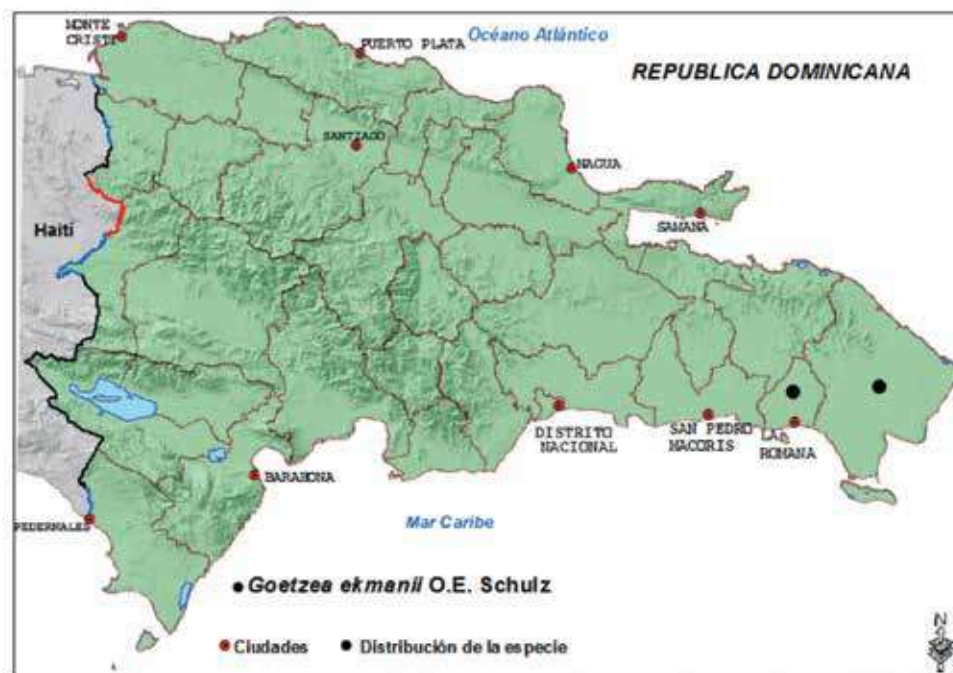 MONTE
CRISTI
PUERTO PLATA
Océano Atlántico
REPUBLICA DOMINICANA
SANTIAGO
NAGUA
SAMANA
Haití
DISTRITO
NACIONAL
SAN PEDRO
MACORIS
LA
ROMANA
BARAHONA
PEDERNALES
Mar Caribe
Goetzea ekmanii O.E. Schulz
Ciudades
Distribución de la especie
N